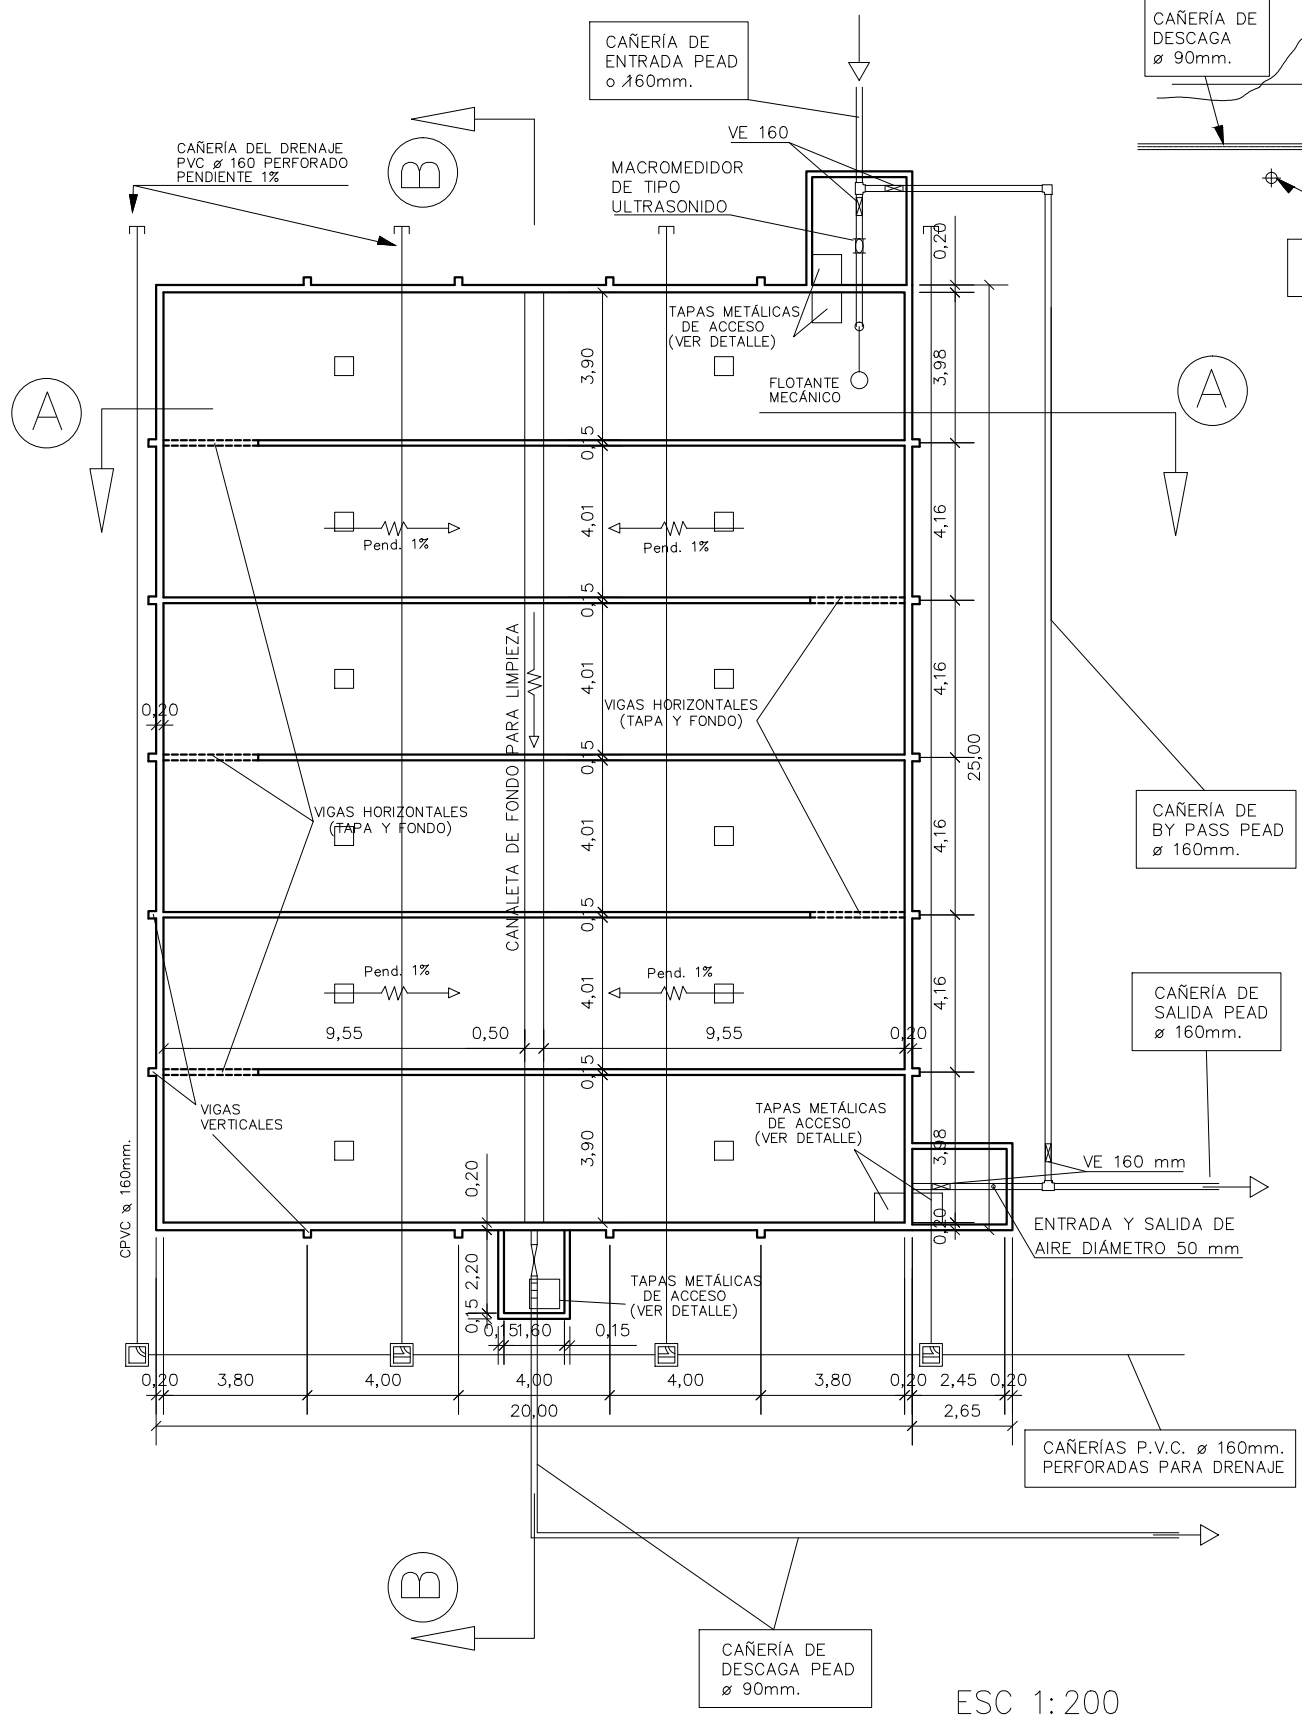 CAÑERÍA DE
ENTRADA PEAD
o 160mm.
CAÑERÍA DE
DESCAGA
ø 90mm.
CAÑERÍA DEL DRENAJE
PVC ø 160 PERFORADO
PENDIENTE 1%
B
VE 160
MACROMEDIDOR
DE TIPO
ULTRASONIDO
0,20
TAPAS METÁLICAS
DE ACCESO
(VER DETALLE)
3,90
3,98
FLOTANTE
MECÁNICO
A
A
0,15
4,01
4,16
Pend. 1%
Pend. 1%
0,15
CANALETA DE FONDO PARA LIMPIEZA
4,01
4,16
0,20
VIGAS HORIZONTALES
(TAPA Y FONDO)
0,15
25,00
VIGAS HORIZONTALES
(TAPA Y FONDO)
4,01
4,16
CAÑERÍA DE
BY PASS PEAD
ø 160mm.
0,15
Pend. 1%
Pend. 1%
4,01
4,16
CAÑERÍA DE
SALIDA PEAD
ø 160mm.
9,55
0,50
9,55
0,20
0,15
VIGAS
VERTICALES
TAPAS METÁLICAS
DE ACCESO
(VER DETALLE)
3,90
3,98
CPVC ø 160mm.
0,20
VE 160 mm
0,20
ENTRADA Y SALIDA DE
AIRE DIÁMETRO 50 mm
2,20
0,15
TAPAS METÁLICAS
DE ACCESO
(VER DETALLE)
0,15
1,60
0,15
0,20
3,80
4,00
4,00
4,00
3,80
0,20
2,45
0,20
20,00
2,65
CAÑERÍAS P.V.C. ø 160mm.
PERFORADAS PARA DRENAJE
B
CAÑERÍA DE
DESCAGA PEAD
ø 90mm.
ESC 1:200